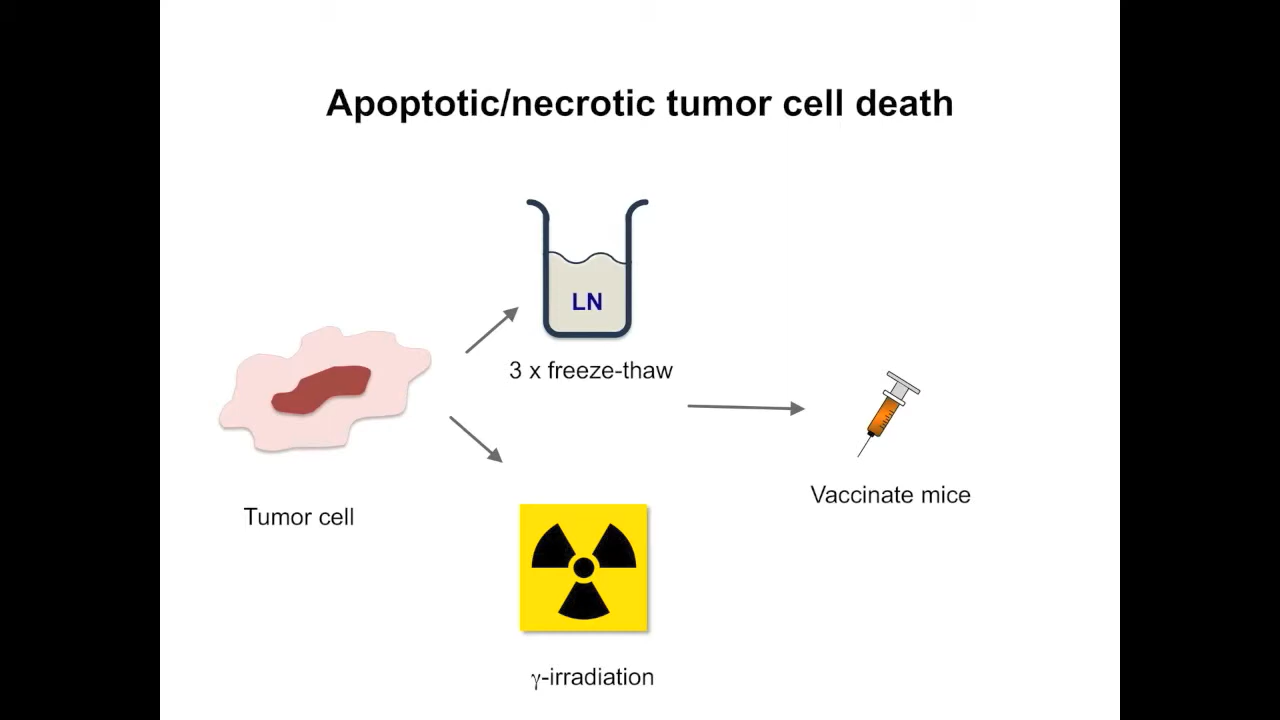 Apoptotic/necrotic tumor cell death
LN
3 x freeze-thaw
Vaccinate mice
Tumor cell
γ-irradiation